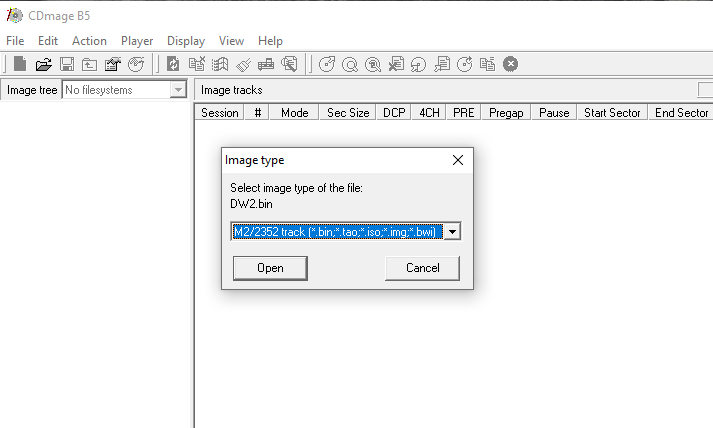 CDmage B5
File Edit Action Player Display View Help
Image tree No filesystems Image tracks
Session # Mode Sec Size DCP 4CH PRE Pregap Pause Start Sector End Sector
Image type
Select image type of the file:
DW2.bin
M2/2352 track (*.bin;*.tao;*.iso;*.img;*.bwi)
Open Cancel